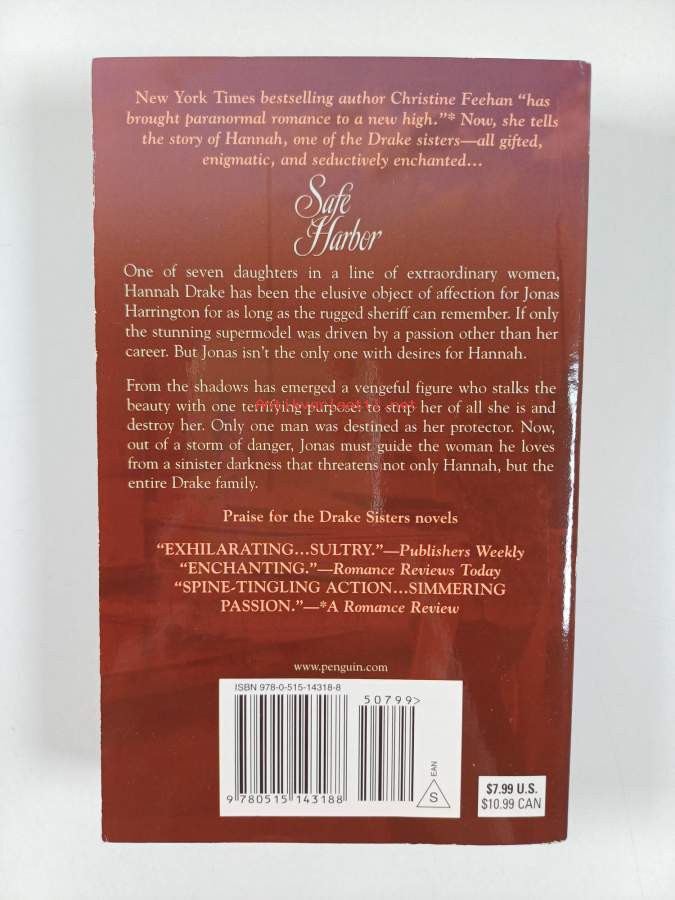 New York Times bestselling author Christine Feehan “has
brought paranormal romance to a new high.”* Now, she tells
the story of Hannah, one of the Drake sisters—all gifted,
enigmatic, and seductively enchanted...
Safe
Harbor
One of seven daughters in a line of extraordinary women,
Hannah Drake has been the elusive object of affection for Jonas
Harrington for as long as the rugged sheriff can remember. If only
the stunning supermodel was driven by a passion other than her
career. But Jonas isn’t the only one with desires for Hannah.
From the shadows has emerged a vengeful figure who stalks the
beauty with one terrifying purpose: to strip her of all she is and
destroy her. Only one man was destined as her protector. Now,
out of a storm of danger, Jonas must guide the woman he loves
from a sinister darkness that threatens not only Hannah, but the
entire Drake family.
Praise for the Drake Sisters novels
“EXHILARATING...SULTRY.”—Publishers Weekly
“ENCHANTING.”—Romance Reviews Today
“SPINE-TINGLING ACTION...SIMMERING
PASSION.”—*A Romance Review
www.penguin.com
ISBN 978-0-515-14318-8
50799>
9 780515 143188
S
EAN
$7.99 U.S.
$10.99 CAN